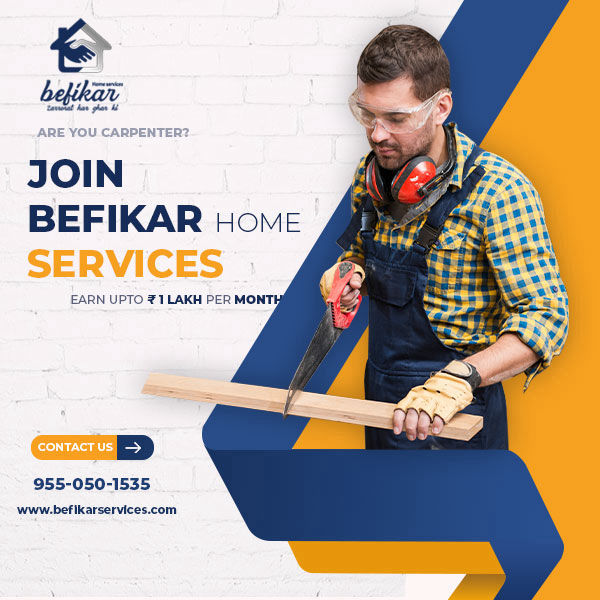 Home services
befikar
Zarrorat har ghar ki
ARE YOU CARPENTER?
JOIN
BEFIKAR HOME
SERVICES
EARN UPTO ₹ 1 LAKH PER MONTH
CONTACT US
955-050-1535
www.befikarservices.com